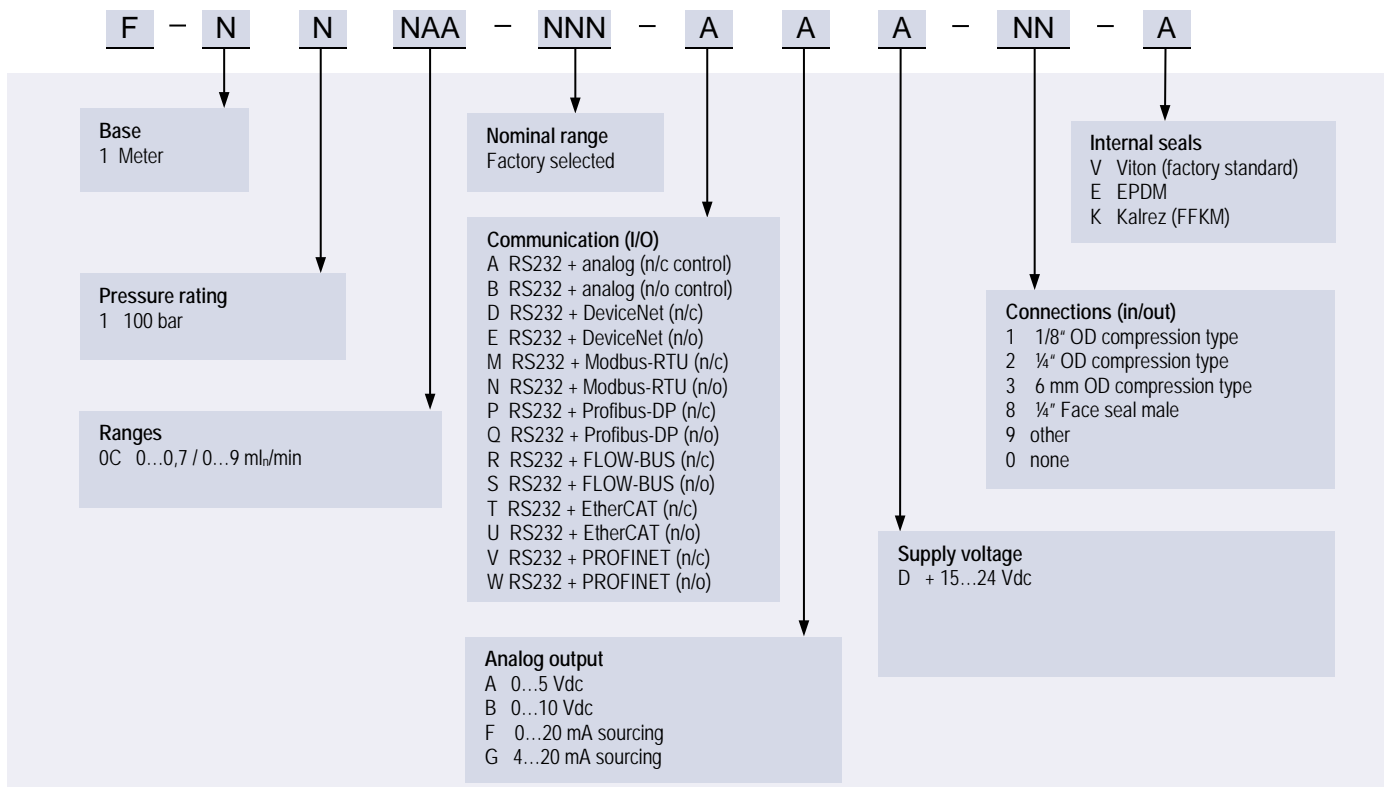 F – N N NAA – NNN – A A A – NN – A
Base
1 Meter
Pressure rating
1 100 bar
Ranges
0C 0…0,7 / 0…9 mlₙ/min
Nominal range
Factory selected
Communication (I/O)
A RS232 + analog (n/c control)
B RS232 + analog (n/o control)
D RS232 + DeviceNet (n/c)
E RS232 + DeviceNet (n/o)
M RS232 + Modbus-RTU (n/c)
N RS232 + Modbus-RTU (n/o)
P RS232 + Profibus-DP (n/c)
Q RS232 + Profibus-DP (n/o)
R RS232 + FLOW-BUS (n/c)
S RS232 + FLOW-BUS (n/o)
T RS232 + EtherCAT (n/c)
U RS232 + EtherCAT (n/o)
V RS232 + PROFINET (n/c)
W RS232 + PROFINET (n/o)
Analog output
A 0…5 Vdc
B 0…10 Vdc
F 0…20 mA sourcing
G 4…20 mA sourcing
Internal seals
V Viton (factory standard)
E EPDM
K Kalrez (FFKM)
Connections (in/out)
1 1/8“ OD compression type
2 ¼“ OD compression type
3 6 mm OD compression type
8 ¼” Face seal male
9 other
0 none
Supply voltage
D + 15…24 Vdc